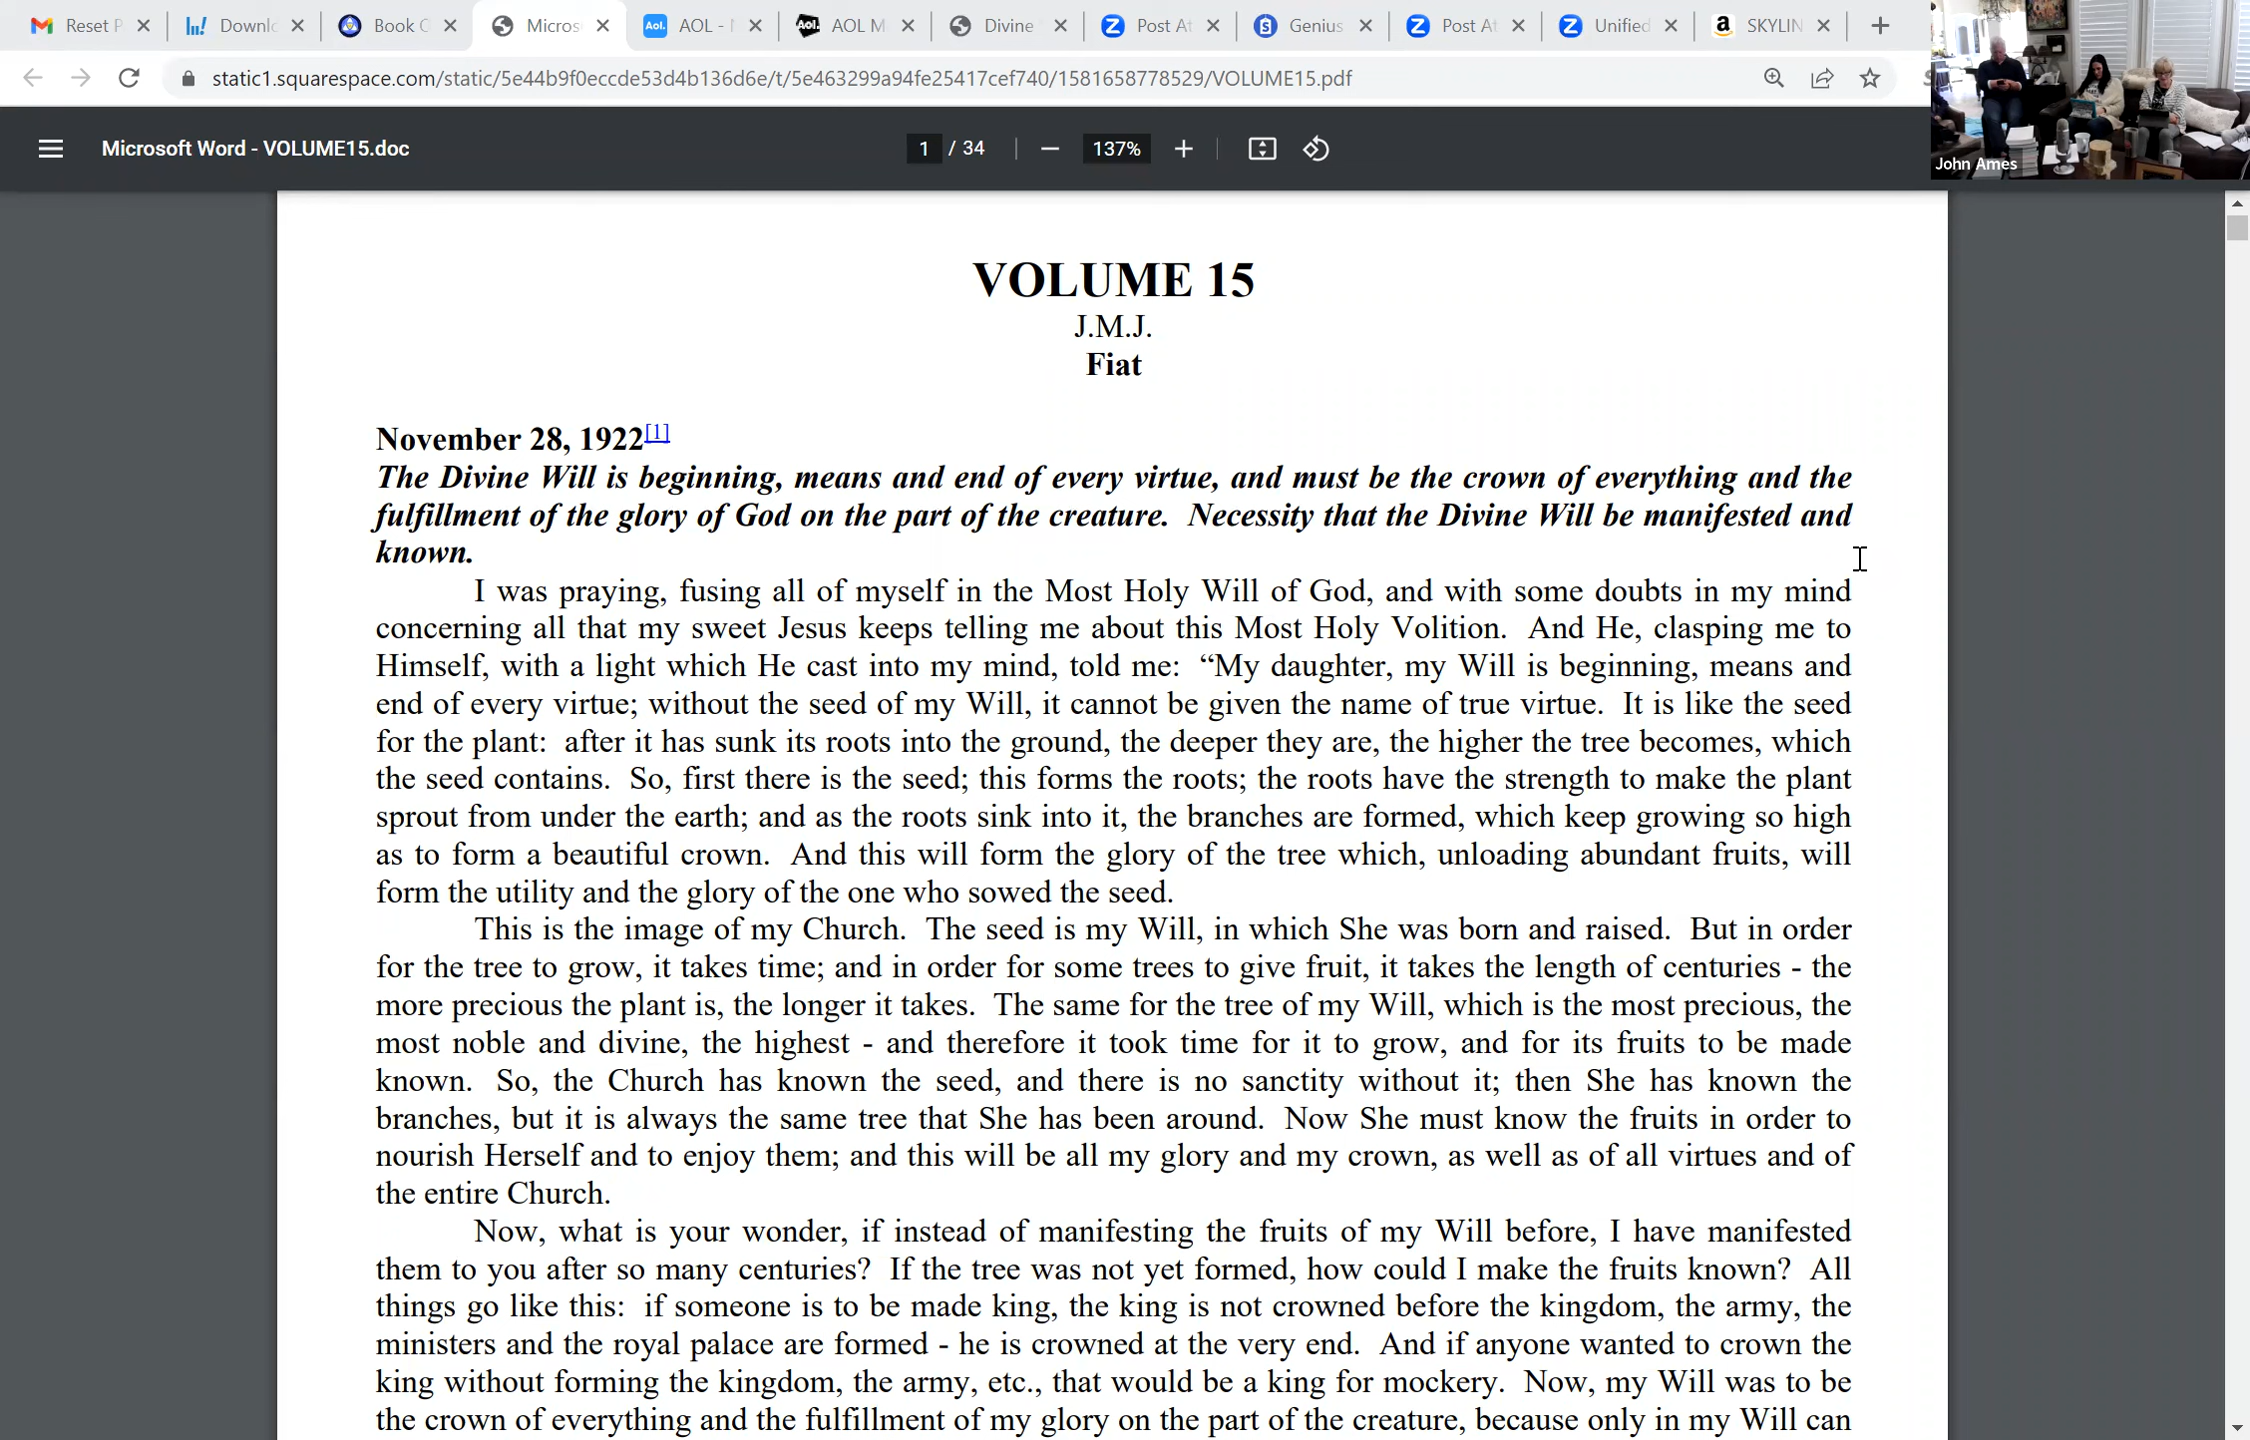 Reset P
Downlo
Book C
Micros
AOL -
AOL M
Divine
Post At
Genius
Post At
Unified
SKYLIN
static1.squarespace.com/static/5e44b9f0eccde53d4b136d6e/t/5e463299a94fe25417cef740/1581658778529/VOLUME15.pdf
Microsoft Word - VOLUME15.doc
1 / 34
137%
John Ames
VOLUME 15
J.M.J.
Fiat
November 28, 1922[1]
The Divine Will is beginning, means and end of every virtue, and must be the crown of everything and the
fulfillment of the glory of God on the part of the creature. Necessity that the Divine Will be manifested and
known.
I was praying, fusing all of myself in the Most Holy Will of God, and with some doubts in my mind
concerning all that my sweet Jesus keeps telling me about this Most Holy Volition. And He, clasping me to
Himself, with a light which He cast into my mind, told me: “My daughter, my Will is beginning, means and
end of every virtue; without the seed of my Will, it cannot be given the name of true virtue. It is like the seed
for the plant: after it has sunk its roots into the ground, the deeper they are, the higher the tree becomes, which
the seed contains. So, first there is the seed; this forms the roots; the roots have the strength to make the plant
sprout from under the earth; and as the roots sink into it, the branches are formed, which keep growing so high
as to form a beautiful crown. And this will form the glory of the tree which, unloading abundant fruits, will
form the utility and the glory of the one who sowed the seed.
This is the image of my Church. The seed is my Will, in which She was born and raised. But in order
for the tree to grow, it takes time; and in order for some trees to give fruit, it takes the length of centuries - the
more precious the plant is, the longer it takes. The same for the tree of my Will, which is the most precious, the
most noble and divine, the highest - and therefore it took time for it to grow, and for its fruits to be made
known. So, the Church has known the seed, and there is no sanctity without it; then She has known the
branches, but it is always the same tree that She has been around. Now She must know the fruits in order to
nourish Herself and to enjoy them; and this will be all my glory and my crown, as well as of all virtues and of
the entire Church.
Now, what is your wonder, if instead of manifesting the fruits of my Will before, I have manifested
them to you after so many centuries? If the tree was not yet formed, how could I make the fruits known? All
things go like this: if someone is to be made king, the king is not crowned before the kingdom, the army, the
ministers and the royal palace are formed - he is crowned at the very end. And if anyone wanted to crown the
king without forming the kingdom, the army, etc., that would be a king for mockery. Now, my Will was to be
the crown of everything and the fulfillment of my glory on the part of the creature, because only in my Will can